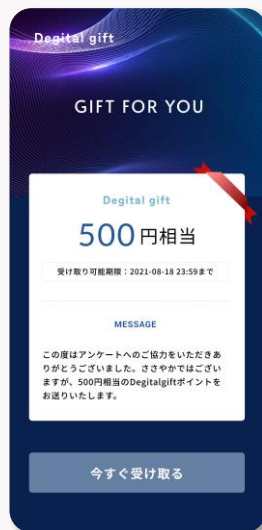 Degital gift
GIFT FOR YOU
Degital gift
500円相当
受け取り可能期限：2021-08-18 23:59まで
MESSAGE
この度はアンケートへのご協力をいただきあ
りがとうございました。ささやかではござい
ますが、500円相当のDegitalgiftポイントを
お送りいたします。
今すぐ受け取る